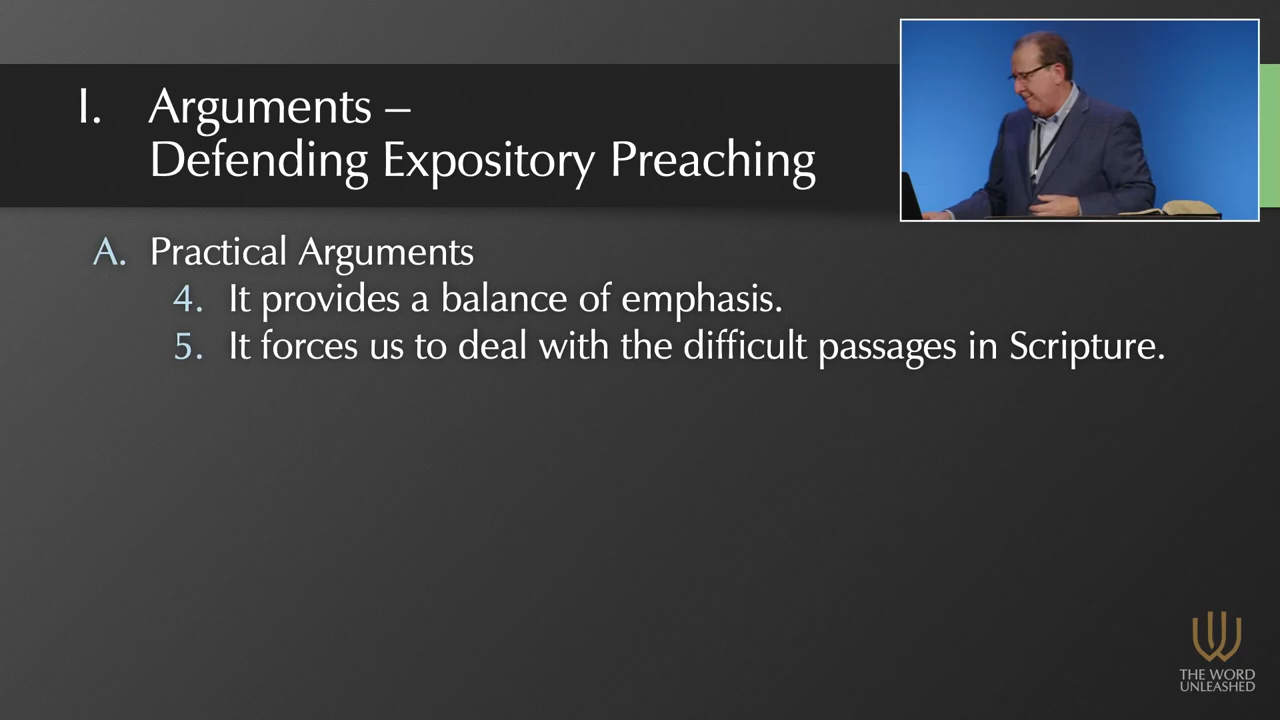 I. Arguments –
Defending Expository Preaching
A. Practical Arguments
4. It provides a balance of emphasis.
5. It forces us to deal with the difficult passages in Scripture.
THE WORD
UNLEASHED